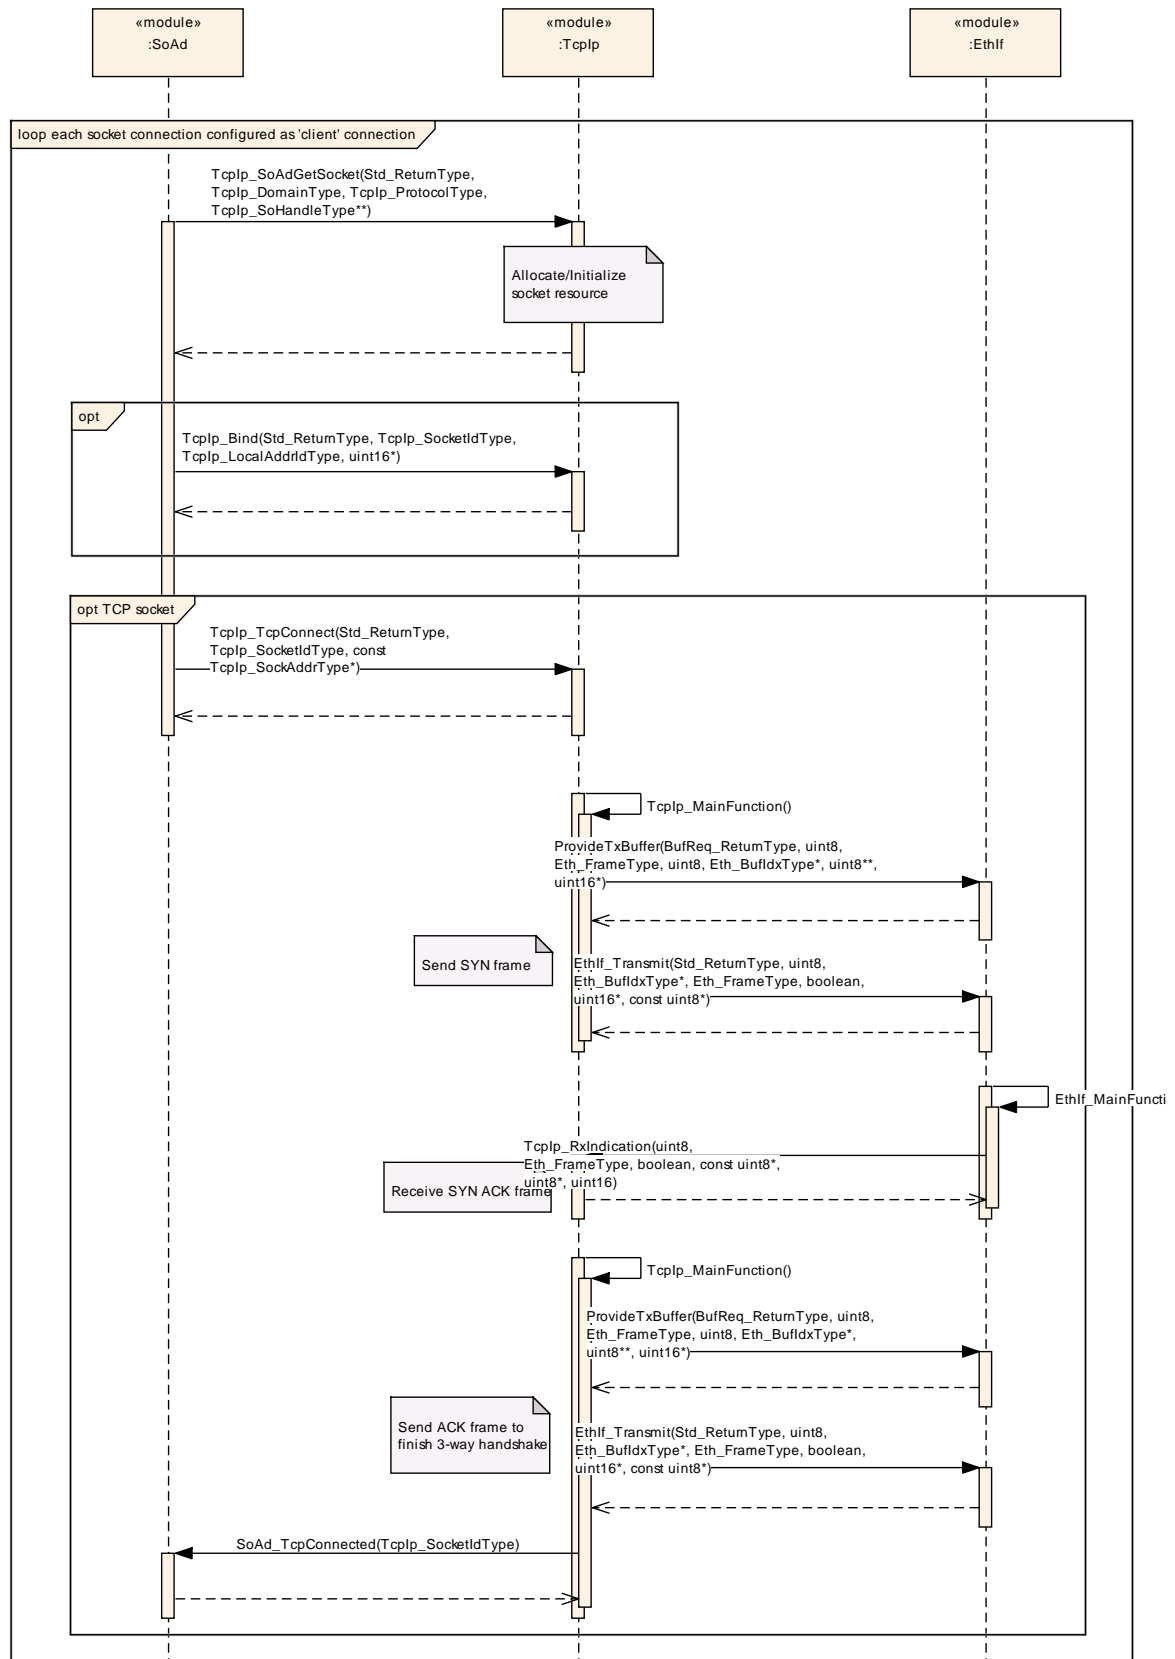 «module»
:SoAd
«module»
:TcpIp
«module»
:EthIf
loop each socket connection configured as 'client' connection
TcpIp_SoAdGetSocket(Std_ReturnType,
TcpIp_DomainType, TcpIp_ProtocolType,
TcpIp_SoHandleType**)
Allocate/Initialize
socket resource
opt
TcpIp_Bind(Std_ReturnType, TcpIp_SocketIdType,
TcpIp_LocalAddrIdType, uint16*)
opt TCP socket
TcpIp_TcpConnect(Std_ReturnType,
TcpIp_SocketIdType, const
TcpIp_SockAddrType*)
TcpIp_MainFunction()
ProvideTxBuffer(BufReq_ReturnType, uint8,
Eth_FrameType, uint8, Eth_BufIdxType*, uint8**,
uint16*)
Send SYN frame
EthIf_Transmit(Std_ReturnType, uint8,
Eth_BufIdxType*, Eth_FrameType, boolean,
uint16*, const uint8*)
EthIf_MainFuncti
TcpIp_RxIndication(uint8,
Eth_FrameType, boolean, const uint8*,
uint8*, uint16)
Receive SYN ACK frame
TcpIp_MainFunction()
ProvideTxBuffer(BufReq_ReturnType, uint8,
Eth_FrameType, uint8, Eth_BufIdxType*,
uint8**, uint16*)
Send ACK frame to
finish 3-way handshake
EthIf_Transmit(Std_ReturnType, uint8,
Eth_BufIdxType*, Eth_FrameType, boolean,
uint16*, const uint8*)
SoAd_TcpConnected(TcpIp_SocketIdType)